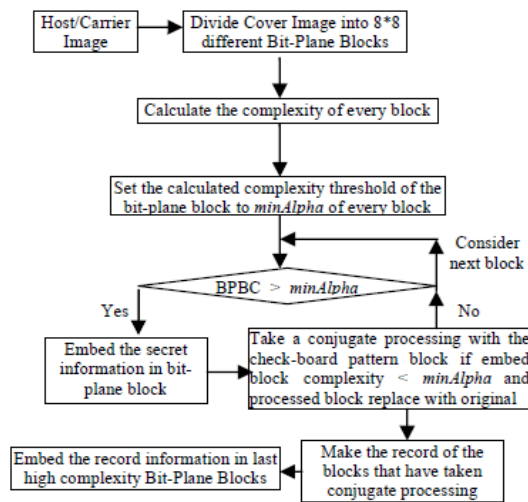 Host/Carrier
Image
Divide Cover Image into 8*8
different Bit-Plane Blocks
Calculate the complexity of every block
Set the calculated complexity threshold of the
bit-plane block to minAlpha of every block
Consider
next block
BPBC > minAlpha
Yes
No
Embed the secret
information in bit-
plane block
Take a conjugate processing with the
check-board pattern block if embed
block complexity < minAlpha and
processed block replace with original
Make the record of the
blocks that have taken
conjugate processing
Embed the record information in last
high complexity Bit-Plane Blocks